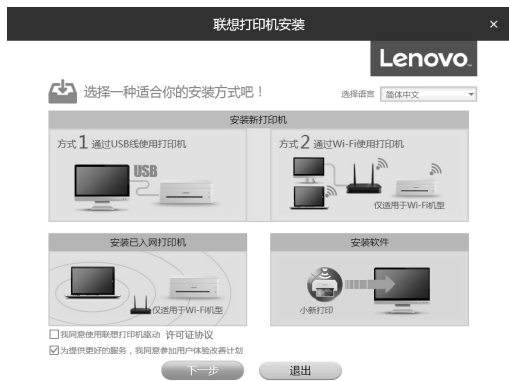 联想打印机安装
×
Lenovo
选择一种适合你的安装方式吧！
选择语言 简体中文
安装新打印机
方式1 通过USB线使用打印机
方式2 通过Wi-Fi使用打印机
USB
仅适用于Wi-Fi机型
安装已入网打印机
安装软件
仅适用于Wi-Fi机型
小新打印
我同意使用联想打印机驱动 许可证协议
为提供更好的服务，我同意参加用户体验改善计划
下一步
退出